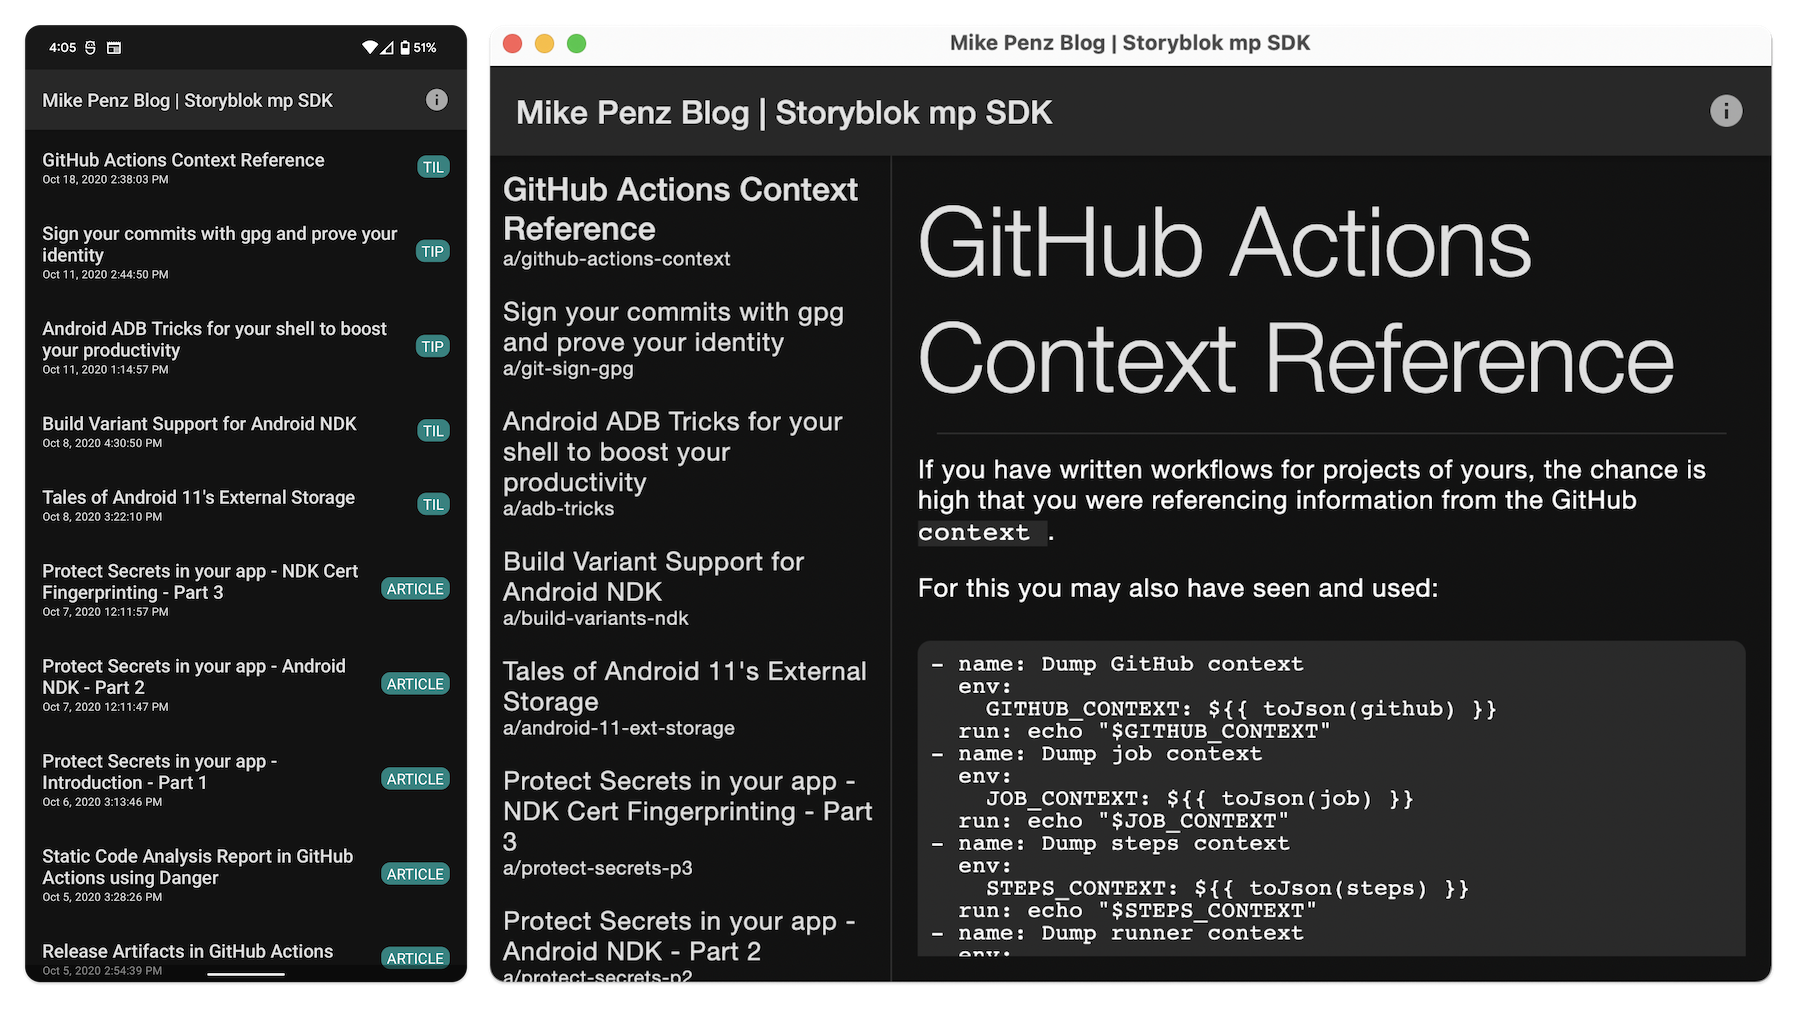 4:05 51%
Mike Penz Blog | Storyblok mp SDK
GitHub Actions Context Reference
Oct 18, 2020 2:38:03 PM
TIL
Sign your commits with gpg and prove your
identity
Oct 11, 2020 2:44:50 PM
TIP
Android ADB Tricks for your shell to boost
your productivity
Oct 11, 2020 1:14:57 PM
TIP
Build Variant Support for Android NDK
Oct 8, 2020 4:30:50 PM
TIL
Tales of Android 11's External Storage
Oct 8, 2020 3:22:10 PM
TIL
Protect Secrets in your app - NDK Cert
Fingerprinting - Part 3
Oct 7, 2020 12:11:57 PM
ARTICLE
Protect Secrets in your app - Android
NDK - Part 2
Oct 7, 2020 12:11:47 PM
ARTICLE
Protect Secrets in your app -
Introduction - Part 1
Oct 6, 2020 3:13:46 PM
ARTICLE
Static Code Analysis Report in GitHub
Actions using Danger
Oct 5, 2020 3:28:26 PM
ARTICLE
Release Artifacts in GitHub Actions
Oct 5, 2020 2:54:39 PM
ARTICLE
Mike Penz Blog | Storyblok mp SDK
Mike Penz Blog | Storyblok mp SDK
GitHub Actions Context
Reference
a/github-actions-context
Sign your commits with gpg
and prove your identity
a/git-sign-gpg
Android ADB Tricks for your
shell to boost your
productivity
a/adb-tricks
Build Variant Support for
Android NDK
a/build-variants-ndk
Tales of Android 11's External
Storage
a/android-11-ext-storage
Protect Secrets in your app -
NDK Cert Fingerprinting - Part
3
a/protect-secrets-p3
Protect Secrets in your app -
Android NDK - Part 2
a/protect-secrets-p2
GitHub Actions
Context Reference
If you have written workflows for projects of yours, the chance is
high that you were referencing information from the GitHub
context .
For this you may also have seen and used:
- name: Dump GitHub context
env:
GITHUB_CONTEXT: ${{ toJson(github) }}
run: echo "$GITHUB_CONTEXT"
- name: Dump job context
env:
JOB_CONTEXT: ${{ toJson(job) }}
run: echo "$JOB_CONTEXT"
- name: Dump steps context
env:
STEPS_CONTEXT: ${{ toJson(steps) }}
run: echo "$STEPS_CONTEXT"
- name: Dump runner context
env: